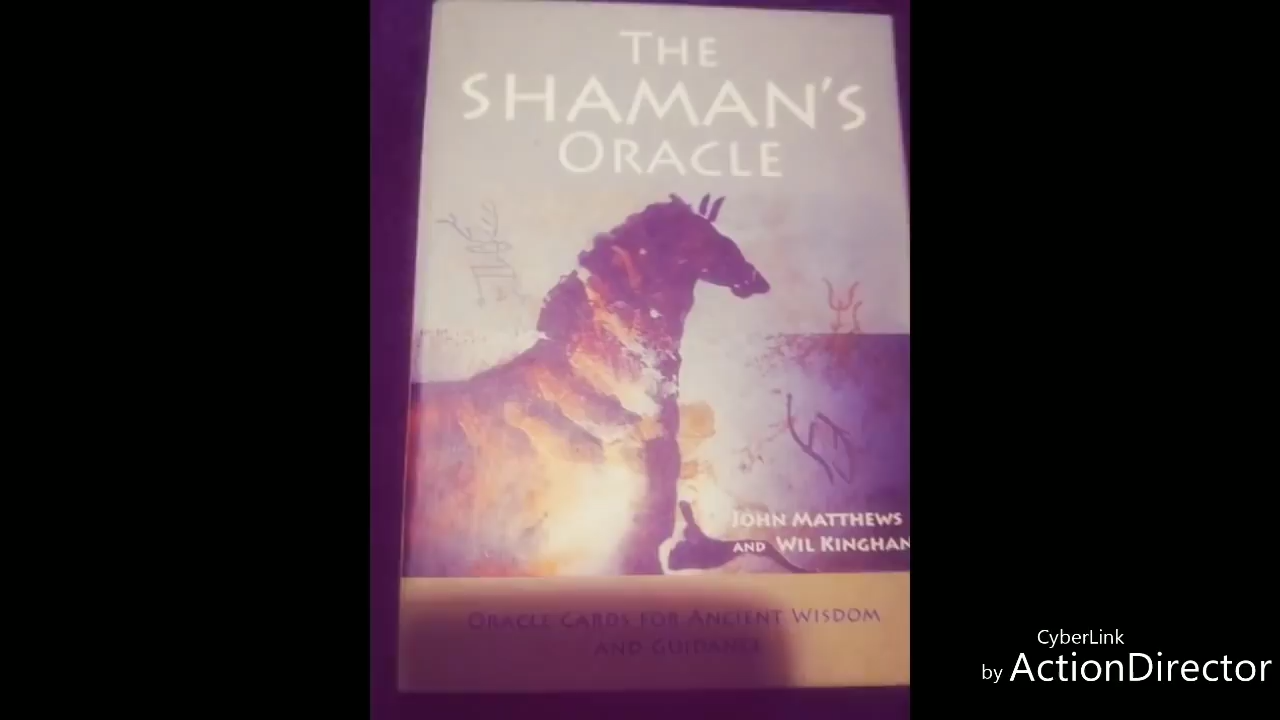 THE
SHAMAN'S
ORACLE
JOHN MATTHEWS
AND WIL KINGHAN
ORACLE CARDS FOR ANCIENT WISDOM
AND GUIDANCE
CyberLink
by ActionDirector